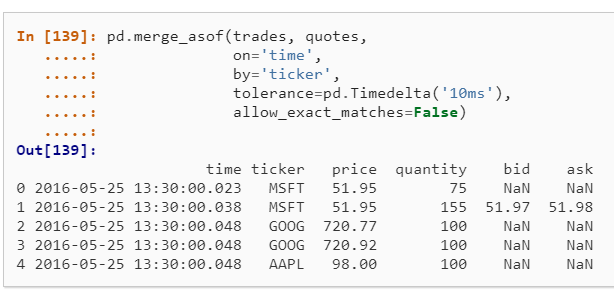 In [139]: pd.merge_asof(trades, quotes,
.....: on='time',
.....: by='ticker',
.....: tolerance=pd.Timedelta('10ms'),
.....: allow_exact_matches=False)
.....:
Out[139]:
time ticker price quantity bid ask
0 2016-05-25 13:30:00.023 MSFT 51.95 75 NaN NaN
1 2016-05-25 13:30:00.038 MSFT 51.95 155 51.97 51.98
2 2016-05-25 13:30:00.048 GOOG 720.77 100 NaN NaN
3 2016-05-25 13:30:00.048 GOOG 720.92 100 NaN NaN
4 2016-05-25 13:30:00.048 AAPL 98.00 100 NaN NaN